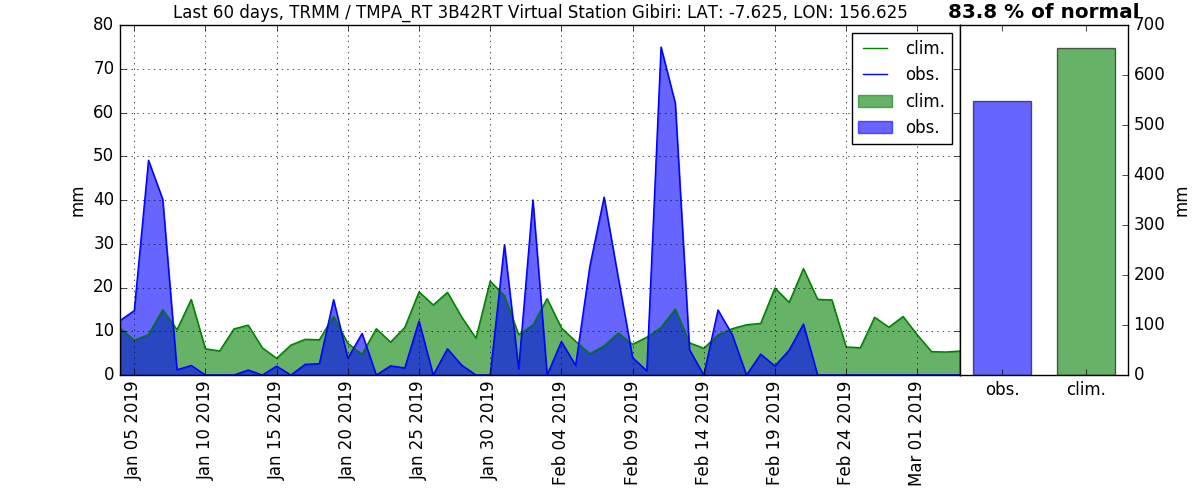 Last 60 days, TRMM / TMPA_RT 3B42RT Virtual Station Gibiri: LAT: -7.625, LON: 156.625
83.8 % of normal
80
70
60
50
40
30
20
10
0
mm
clim.
obs.
clim.
obs.
Jan 05 2019
Jan 10 2019
Jan 15 2019
Jan 20 2019
Jan 25 2019
Jan 30 2019
Feb 04 2019
Feb 09 2019
Feb 14 2019
Feb 19 2019
Feb 24 2019
Mar 01 2019
700
600
500
400
300
200
100
0
mm
obs.
clim.